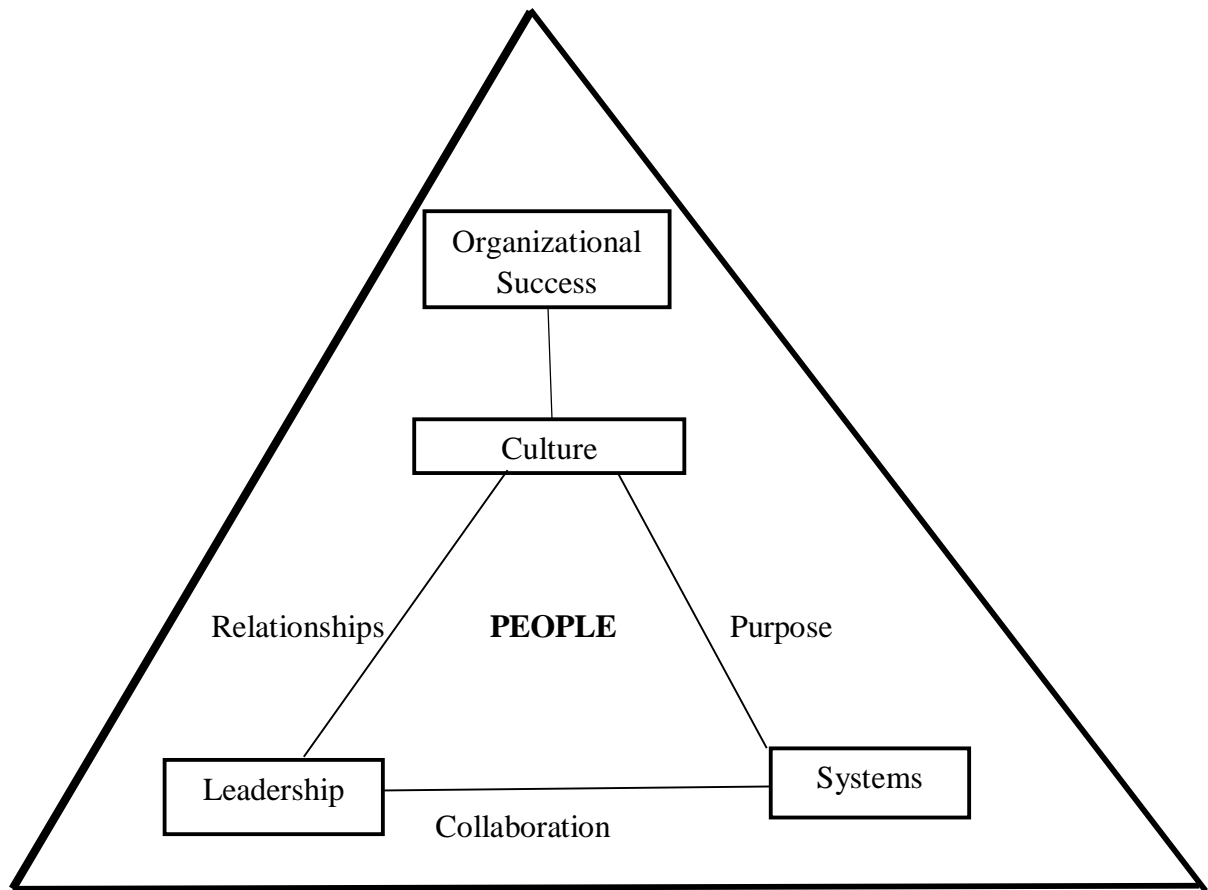 Organizational
Success
Culture
Relationships
PEOPLE
Purpose
Leadership
Systems
Collaboration